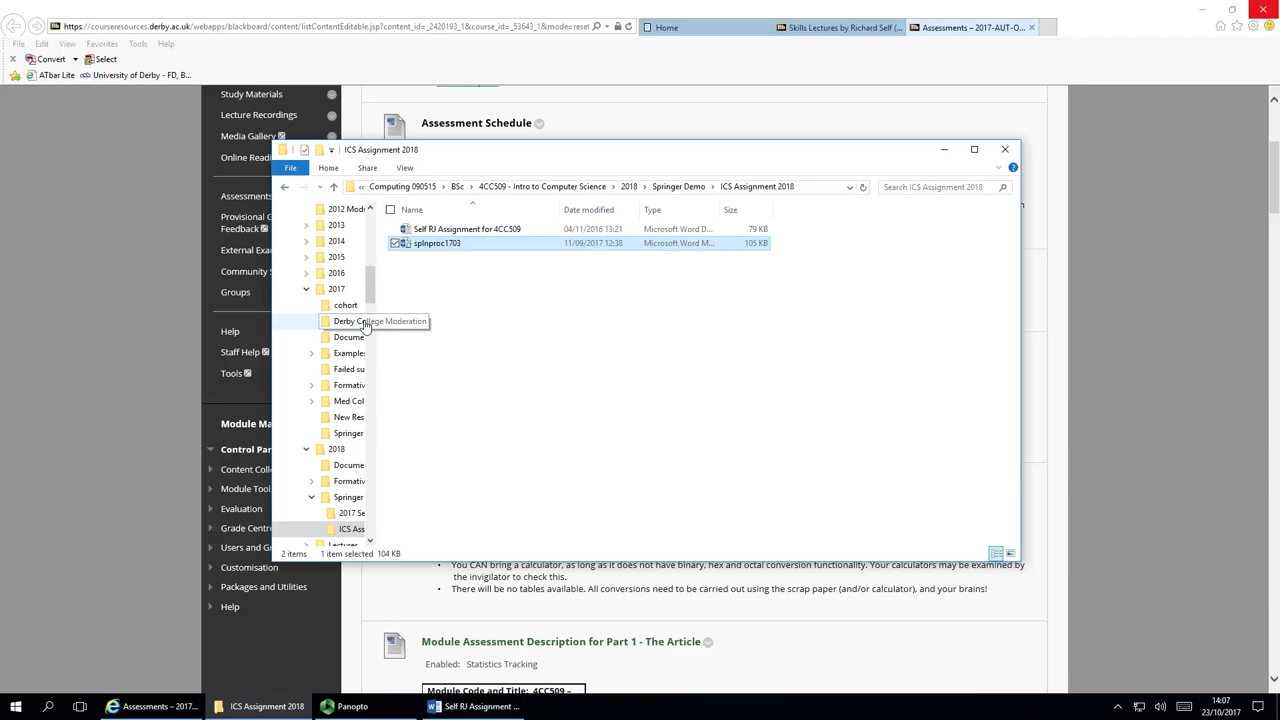 https://courseresources.derby.ac.uk/webapps/blackboard/content/listContentEditable.jsp?content_id=_2420193_1&course_id=_53643_1&mode=reset
Home
Skills Lectures by Richard Self (...
Assessments – 2017-AUT-O...
File Edit View Favorites Tools Help
Convert Select
ATbar Lite University of Derby - FD, B...
Study Materials
Lecture Recordings
Media Gallery
Online Readi
Assessments
Provisional G
Feedback
External Exam
Community S
Groups
Help
Staff Help
Tools
Module Ma
Control Pan
Content Colle
Module Tool
Evaluation
Grade Centr
Users and Gr
Customisation
Packages and Utilities
Help
Assessment Schedule
ICS Assignment 2018
File Home Share View
« Computing 090515 > BSc > 4CC509 - Intro to Computer Science > 2018 > Springer Demo > ICS Assignment 2018
Search ICS Assignment 2018
Name Date modified Type Size
Self RJ Assignment for 4CC509 04/11/2016 13:21 Microsoft Word D... 79 KB
splnproc1703 11/09/2017 12:38 Microsoft Word M... 105 KB
2012 Modu
2013
2014
2015
2016
2017
cohort
Derby College Moderation
Docume
Examples
Failed su
Formativ
Med Col
New Res
Springer
2018
Docume
Formativ
Springer
2017 Se
ICS Ass
Lectures
2 items 1 item selected 104 KB
• You CAN bring a calculator, as long as it does not have binary, hex and octal conversion functionality. Your calculators may be examined by
the invigilator to check this.
• There will be no tables available. All conversions need to be carried out using the scrap paper (and/or calculator), and your brains!
Module Assessment Description for Part 1 - The Article
Enabled: Statistics Tracking
Module Code and Title: 4CC509 –
Assessments – 2017...
ICS Assignment 2018
Panopto
Self RJ Assignment ...
14:07
23/10/2017